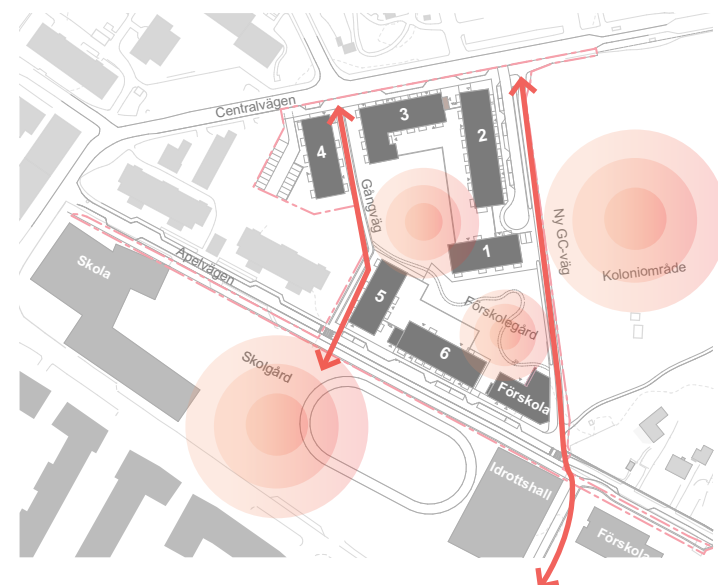 Centralvägen
3
2
4
Gångväg
Ny GC-väg
Apelvägen
1
Skola
Koloniområde
5
Förskolegård
6
Skolgård
Förskola
Idrottshall
Förskola